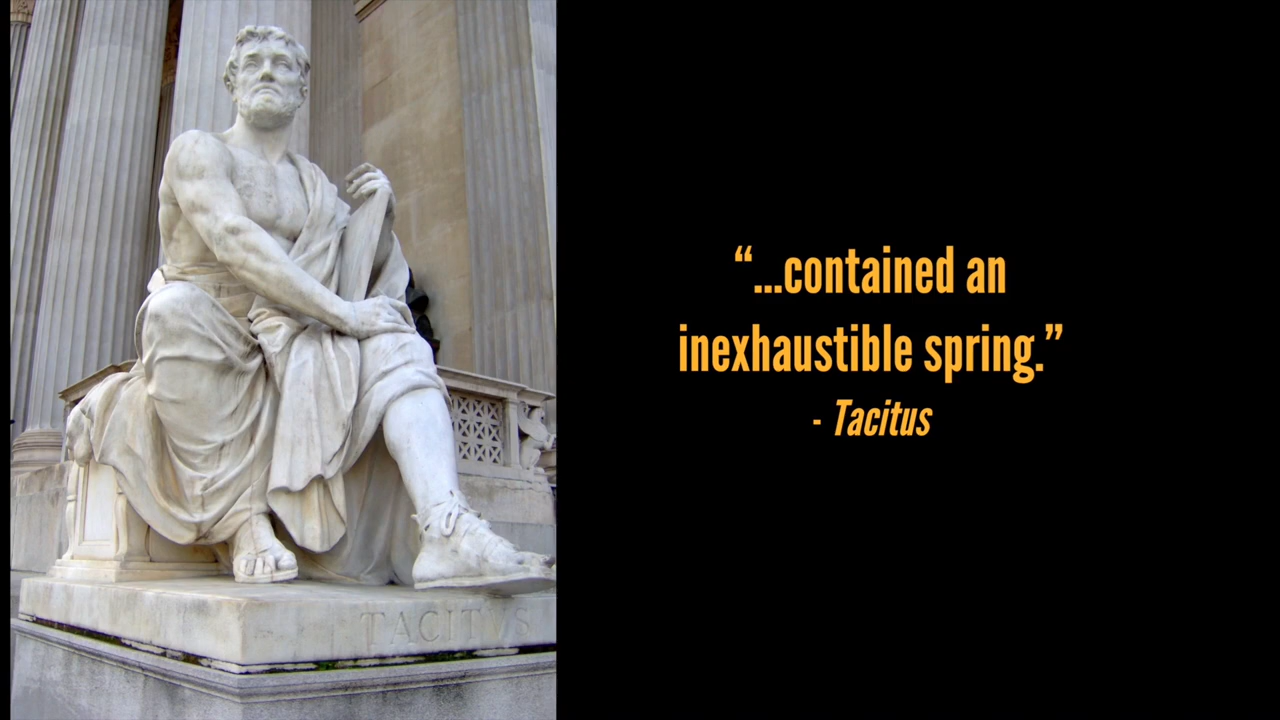 TACITVS
“...contained an
inexhaustible spring.”
- Tacitus